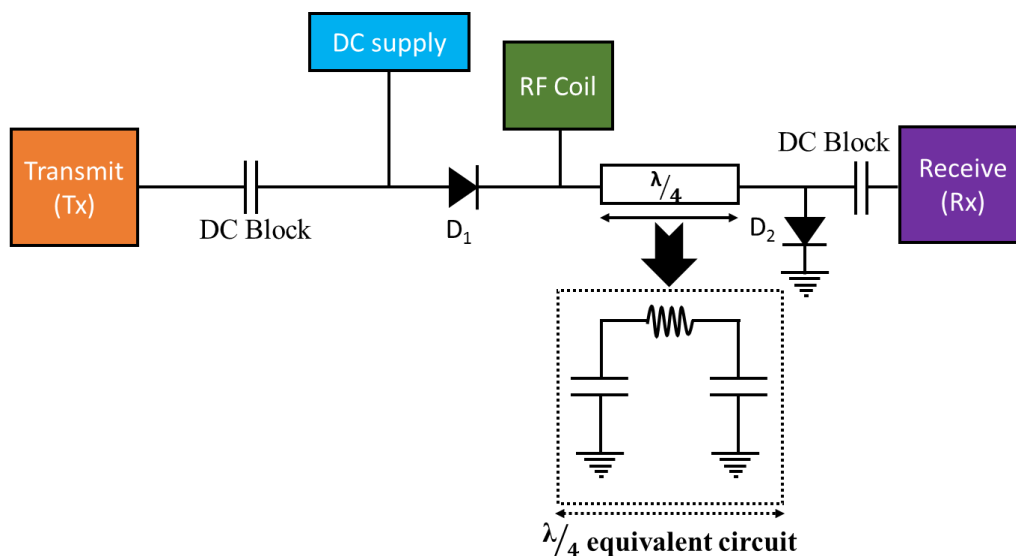 DC supply
RF Coil
Transmit
(Tx)
DC Block
D₁
λ/4
DC Block
D₂
Receive
(Rx)
λ/4 equivalent circuit